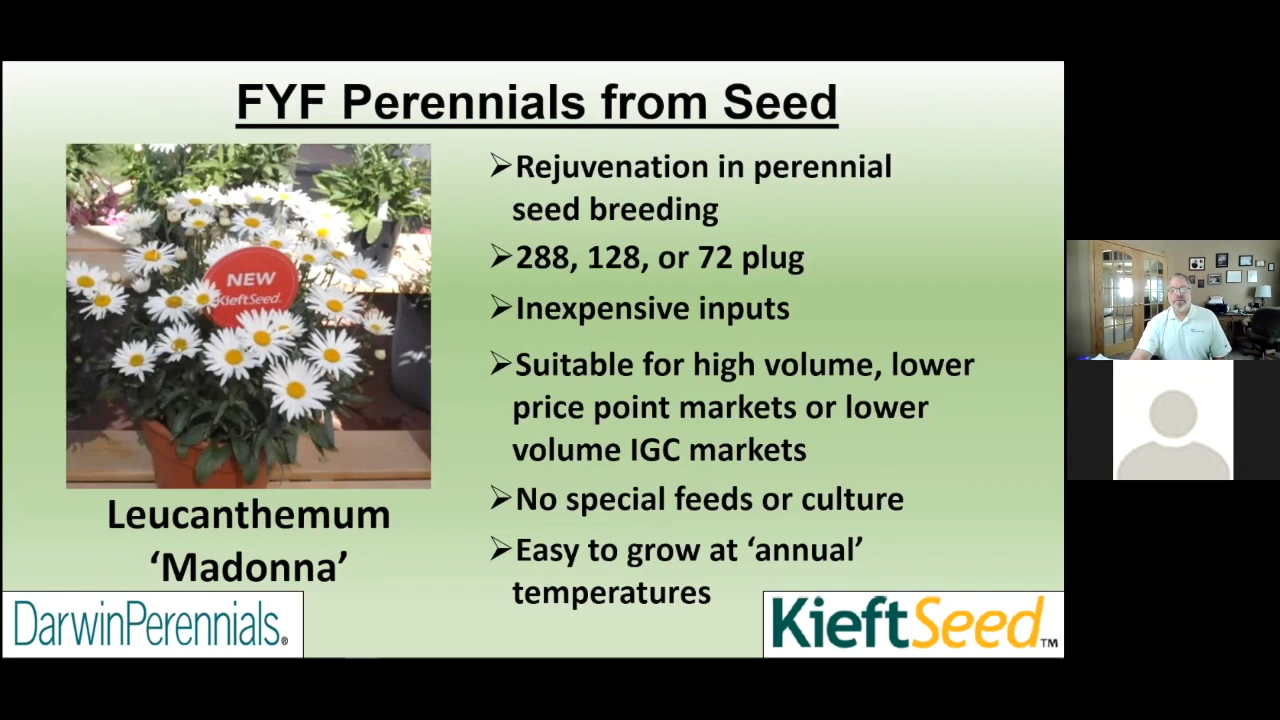 FYF Perennials from Seed
➢Rejuvenation in perennial
seed breeding
➢288, 128, or 72 plug
➢Inexpensive inputs
➢Suitable for high volume, lower
price point markets or lower
volume IGC markets
➢No special feeds or culture
➢Easy to grow at ‘annual’
temperatures
NEW
KieftSeed.
Leucanthemum
‘Madonna’
DarwinPerennials®
KieftSeed™